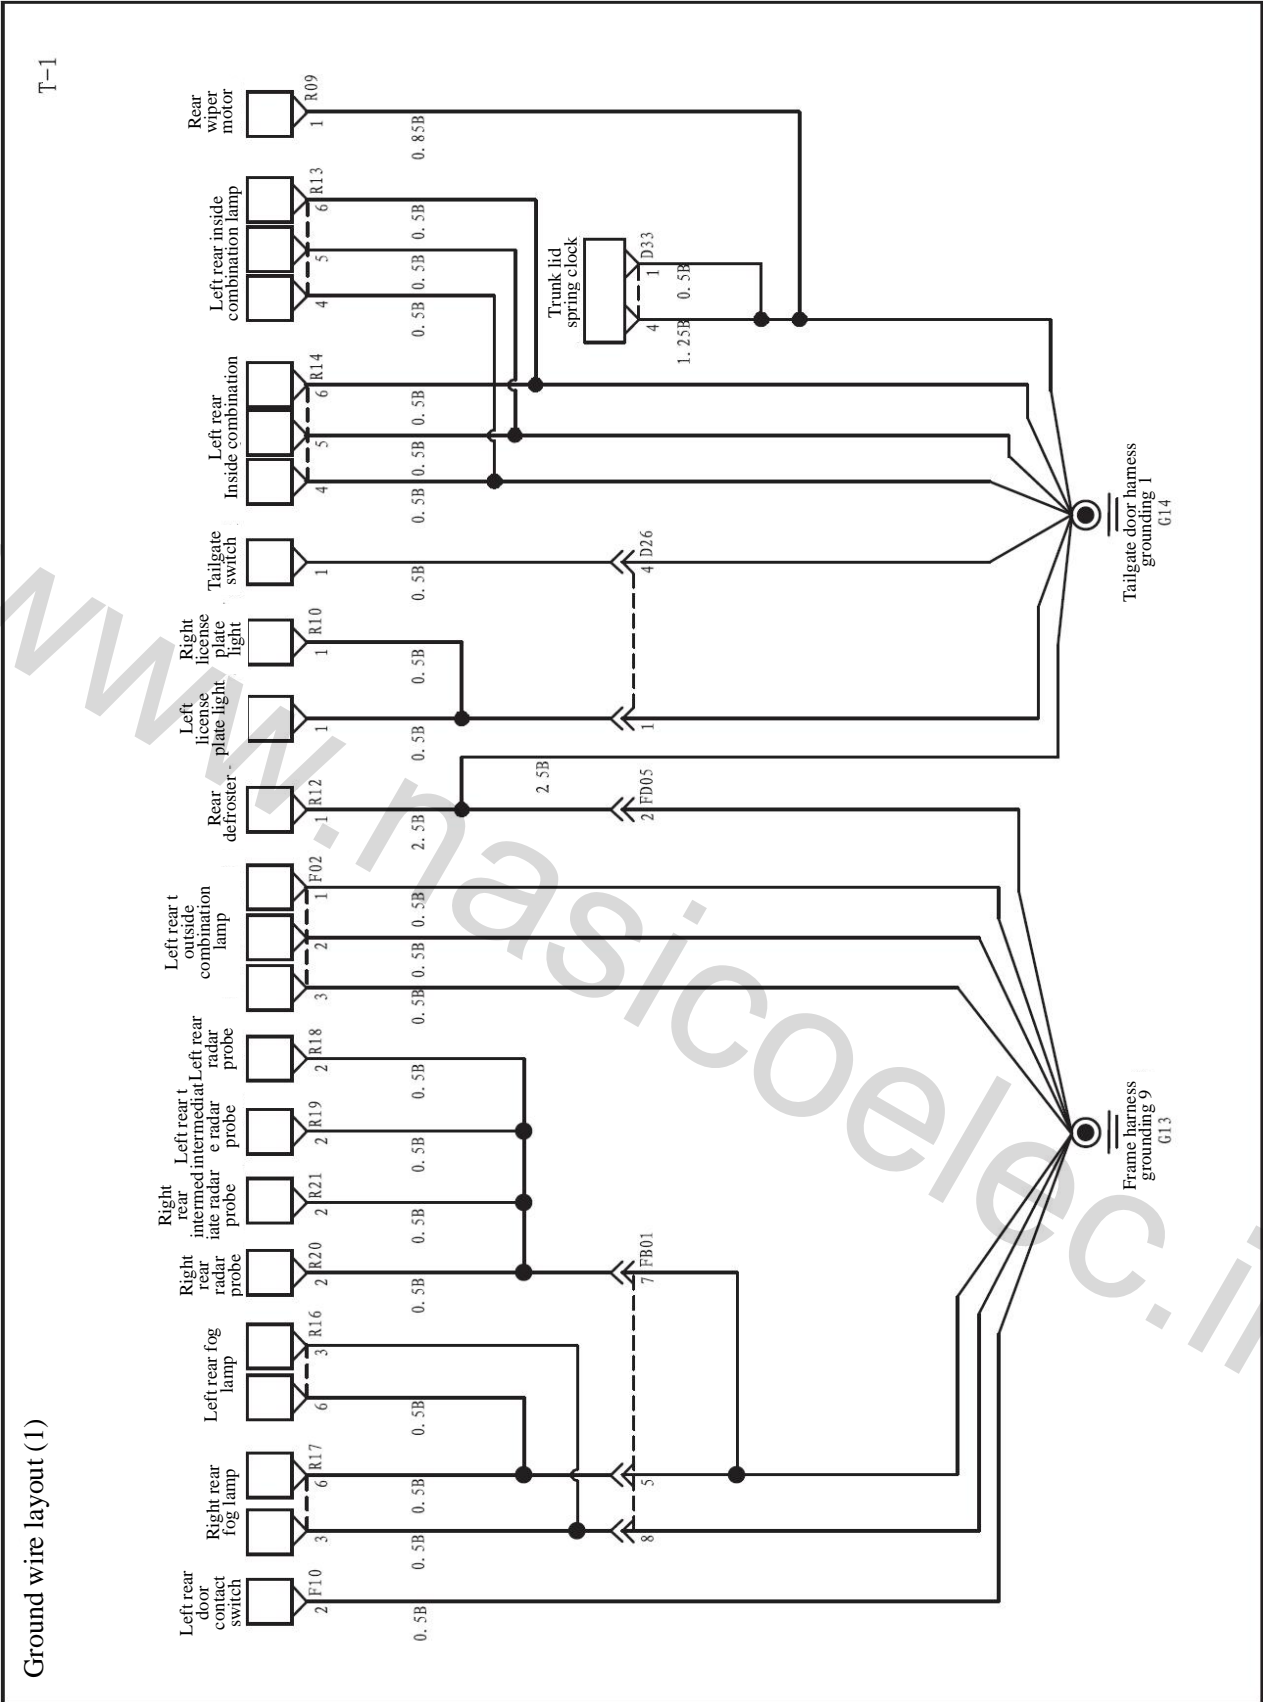 Ground wire layout (1)
T-1
Left rear
door
contact
switch
Right rear
fog lamp
Left rear fog
lamp
Right
rear
radar
probe
Right
rear
intermed
iate radar
probe
Left rear t
intermediat
e radar
probe
Left rear
radar
probe
Left rear t
outside
combination
lamp
Rear
defroster -
Left
license
plate light
Right
license
plate
light
Tailgate
switch
Left rear
Inside combination
Left rear inside
combination lamp
Rear
wiper
motor
2 F10
3
6 R17
6
3 R16
2 R20
2 R21
2 R19
2 R18
3
2
1 F02
1 R12
1
1 R10
1
4
5
6 R14
4
5
6 R13
1 R09
0.5B
0.5B
0.5B
0.5B
0.5B
0.5B
0.5B
0.5B
0.5B
0.5B
0.5B
2.5B
0.5B
0.5B
0.5B
0.5B
0.5B
0.5B
0.5B
0.5B
0.5B
0.85B
2.5B
Trunk lid
spring clock
4
1 D33
1.25B
0.5B
8
5
7 FB01
2 FD05
1
4 D26
Frame harness
grounding 9
G13
Tailgate door harness
grounding 1
G14
www.nasicoelec.i